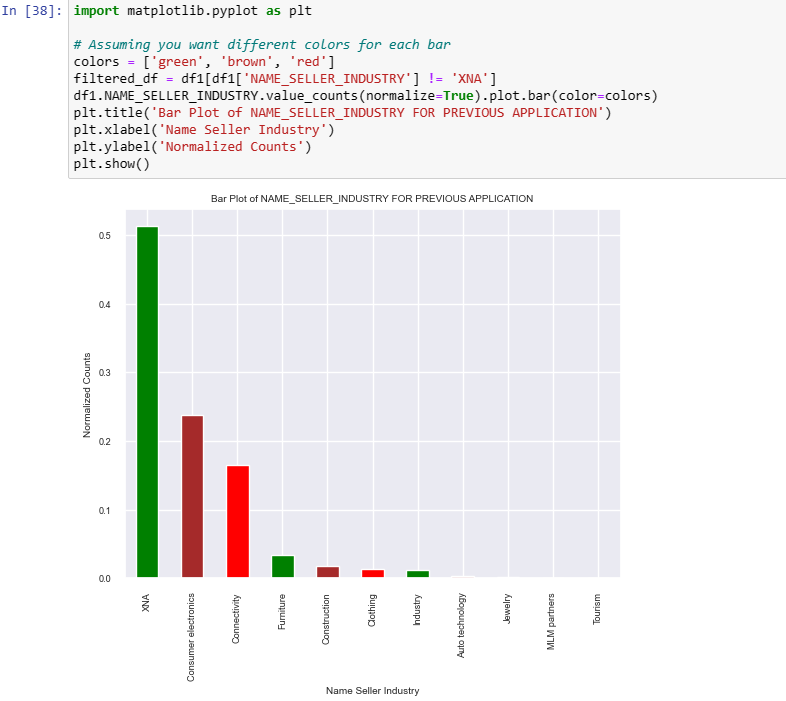 In [38]: import matplotlib.pyplot as plt
# Assuming you want different colors for each bar
colors = ['green', 'brown', 'red']
filtered_df = df1[df1['NAME_SELLER_INDUSTRY'] != 'XNA']
df1.NAME_SELLER_INDUSTRY.value_counts(normalize=True).plot.bar(color=colors)
plt.title('Bar Plot of NAME_SELLER_INDUSTRY FOR PREVIOUS APPLICATION')
plt.xlabel('Name Seller Industry')
plt.ylabel('Normalized Counts')
plt.show()
Bar Plot of NAME_SELLER_INDUSTRY FOR PREVIOUS APPLICATION
Normalized Counts
0.5
0.4
0.3
0.2
0.1
0.0
XNA
Consumer electronics
Connectivity
Furniture
Construction
Clothing
Industry
Auto technology
Jewelry
MLM partners
Tourism
Name Seller Industry